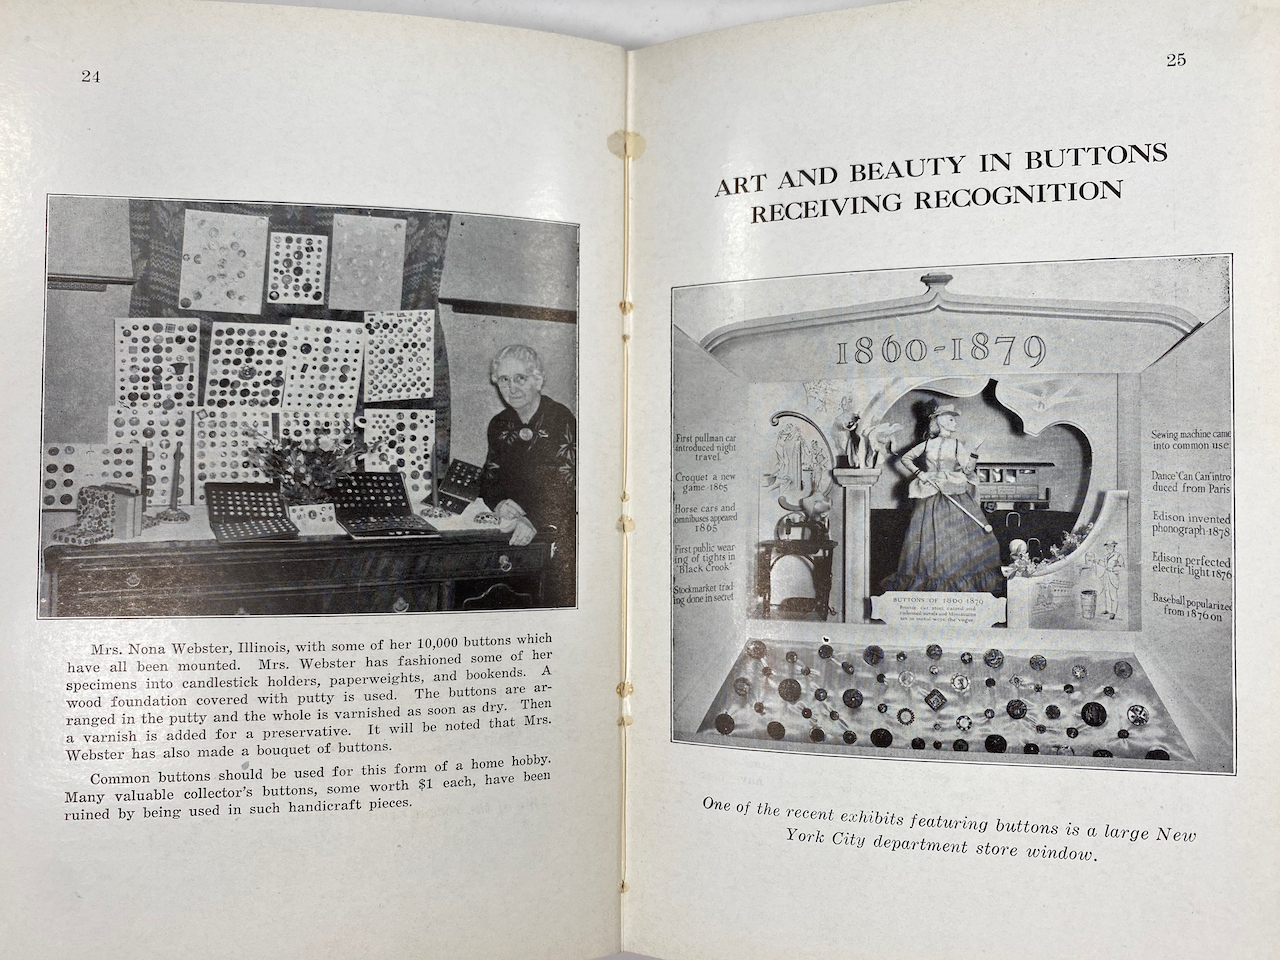 24
Mrs. Nona Webster, Illinois, with some of her 10,000 buttons which
have all been mounted. Mrs. Webster has fashioned some of her
specimens into candlestick holders, paperweights, and bookends. A
wood foundation covered with putty is used. The buttons are ar-
ranged in the putty and the whole is varnished as soon as dry. Then
a varnish is added for a preservative. It will be noted that Mrs.
Webster has also made a bouquet of buttons.
Common buttons should be used for this form of a home hobby.
Many valuable collector's buttons, some worth $1 each, have been
ruined by being used in such handicraft pieces.
25
ART AND BEAUTY IN BUTTONS
RECEIVING RECOGNITION
1860-1879
First pullman car
introduced night
travel.
Croquet a new
game 1865
Horse cars and
omnibuses appeared
1865
First public wear-
ing of tights in
"Black Crook"
Stockmarket trad-
ing done in secret
Sewing machine came
into common use
Dance "Can Can" intro
duced from Paris
Edison invented
phonograph-1878
Edison perfected
electric light 1876
Baseball popularized
from 1876 on
BUTTONS OF 1860-1879
One of the recent exhibits featuring buttons is a large New
York City department store window.